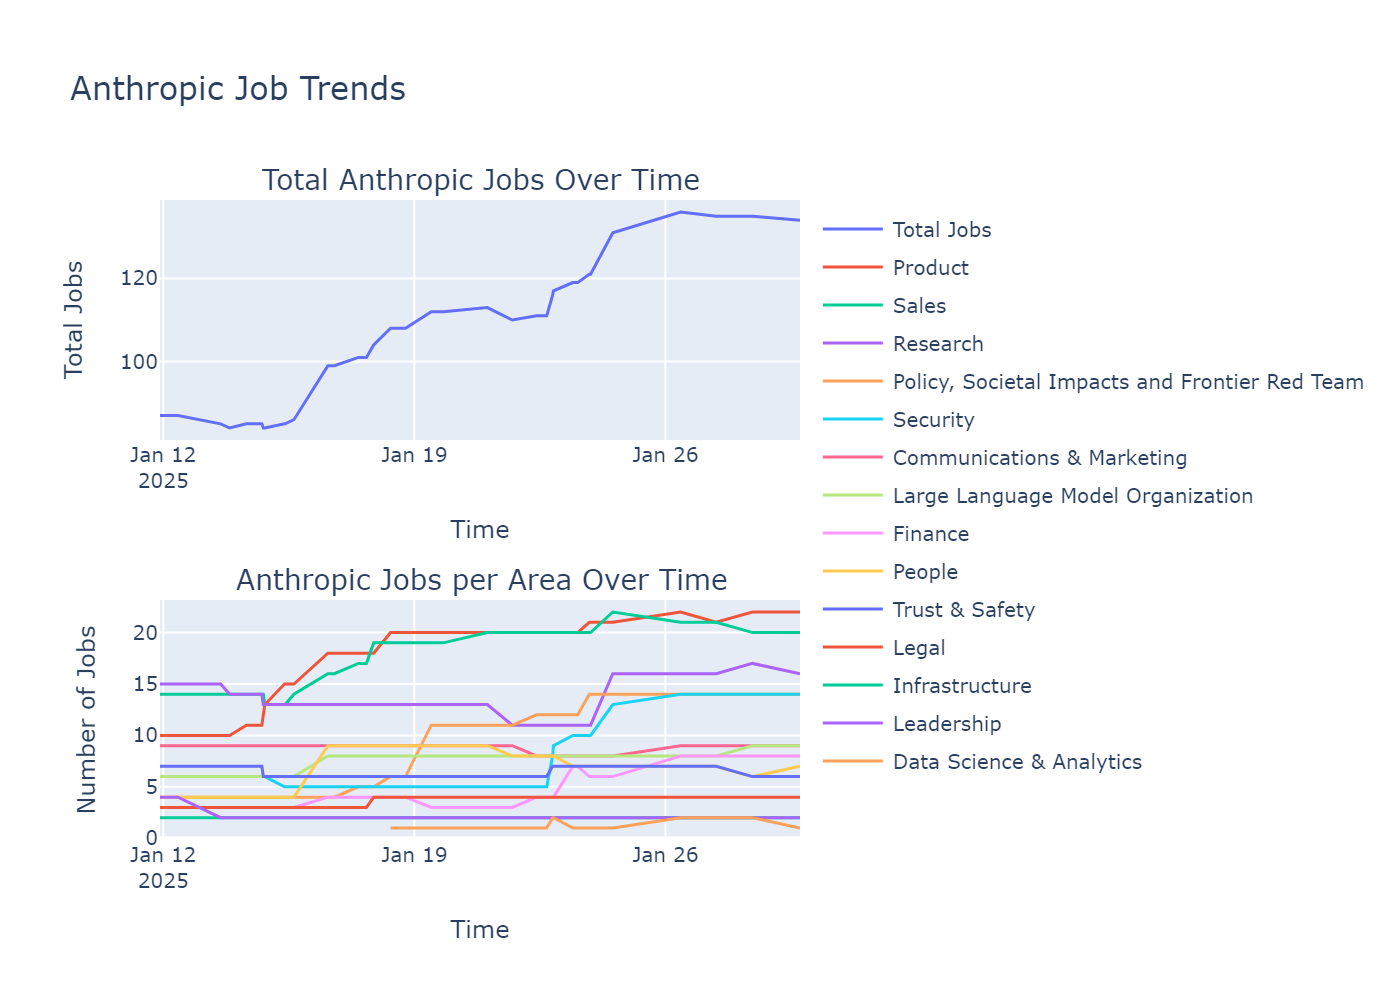 Anthropic Job Trends
Total Anthropic Jobs Over Time
Total Jobs
120
100
Jan 12
2025
Jan 19
Jan 26
Time
Anthropic Jobs per Area Over Time
Number of Jobs
20
15
10
5
0
Jan 12
2025
Jan 19
Jan 26
Time
Total Jobs
Product
Sales
Research
Policy, Societal Impacts and Frontier Red Team
Security
Communications & Marketing
Large Language Model Organization
Finance
People
Trust & Safety
Legal
Infrastructure
Leadership
Data Science & Analytics